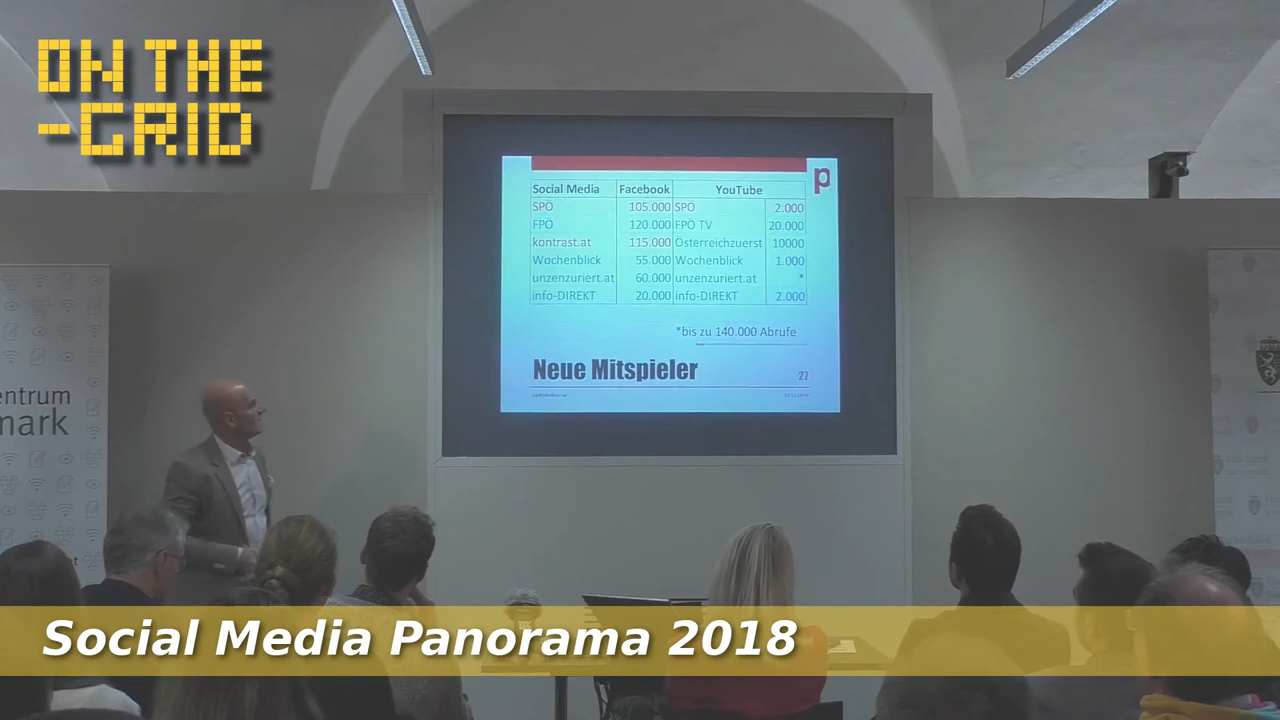 ON THE
-GRID
p
Social Media Facebook YouTube
SPÖ 105.000 SPÖ 2.000
FPÖ 120.000 FPÖ TV 20.000
kontrast.at 115.000 Österreichzuerst 10000
Wochenblick 55.000 Wochenblick 1.000
unzenzuriert.at 60.000 unzenzuriert.at *
info-DIREKT 20.000 info-DIREKT 2.000
*bis zu 140.000 Abrufe
Neue Mitspieler 27
entrum
mark
Social Media Panorama 2018